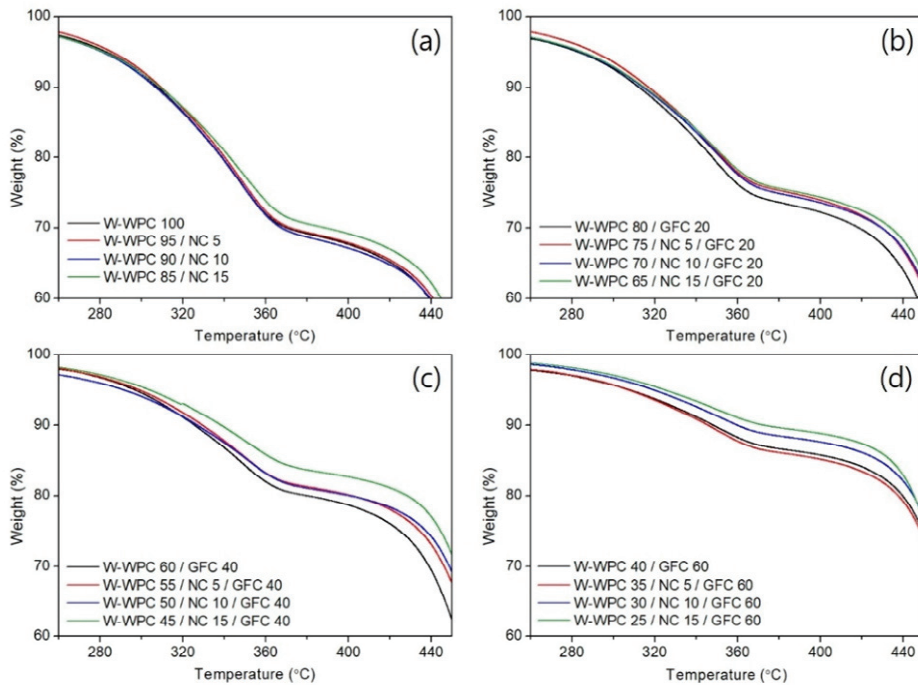 100
(a)
90
80
70
60
Weight (%)
W-WPC 100
W-WPC 95 / NC 5
W-WPC 90 / NC 10
W-WPC 85 / NC 15
280 320 360 400 440
Temperature (°C)
100
(b)
90
80
70
60
Weight (%)
W-WPC 80 / GFC 20
W-WPC 75 / NC 5 / GFC 20
W-WPC 70 / NC 10 / GFC 20
W-WPC 65 / NC 15 / GFC 20
280 320 360 400 440
Temperature (°C)
100
(c)
90
80
70
60
Weight (%)
W-WPC 60 / GFC 40
W-WPC 55 / NC 5 / GFC 40
W-WPC 50 / NC 10 / GFC 40
W-WPC 45 / NC 15 / GFC 40
280 320 360 400 440
Temperature (°C)
100
(d)
90
80
70
60
Weight (%)
W-WPC 40 / GFC 60
W-WPC 35 / NC 5 / GFC 60
W-WPC 30 / NC 10 / GFC 60
W-WPC 25 / NC 15 / GFC 60
280 320 360 400 440
Temperature (°C)